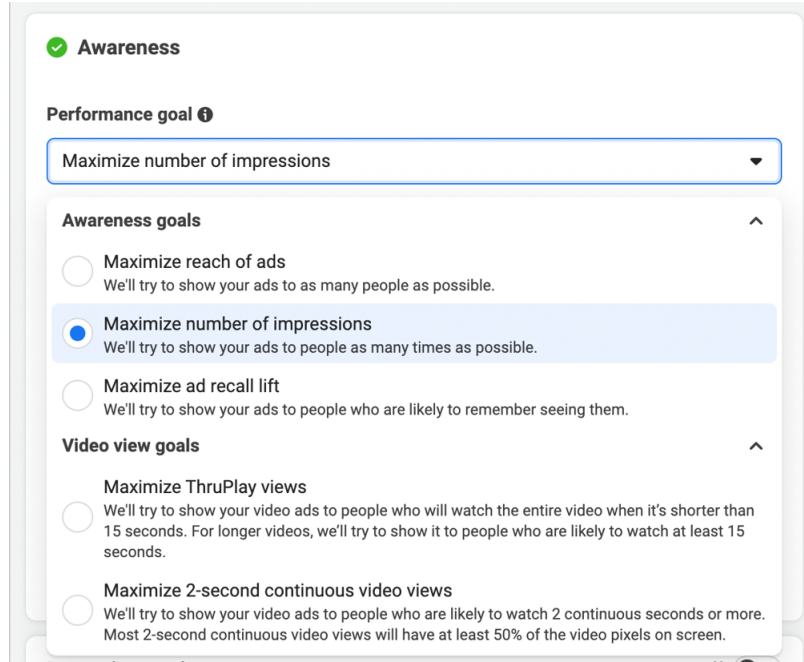 Awareness
Performance goal
Maximize number of impressions
Awareness goals
Maximize reach of ads
We'll try to show your ads to as many people as possible.
Maximize number of impressions
We'll try to show your ads to people as many times as possible.
Maximize ad recall lift
We'll try to show your ads to people who are likely to remember seeing them.
Video view goals
Maximize ThruPlay views
We'll try to show your video ads to people who will watch the entire video when it's shorter than
15 seconds. For longer videos, we'll try to show it to people who are likely to watch at least 15
seconds.
Maximize 2-second continuous video views
We'll try to show your video ads to people who are likely to watch 2 continuous seconds or more.
Most 2-second continuous video views will have at least 50% of the video pixels on screen.